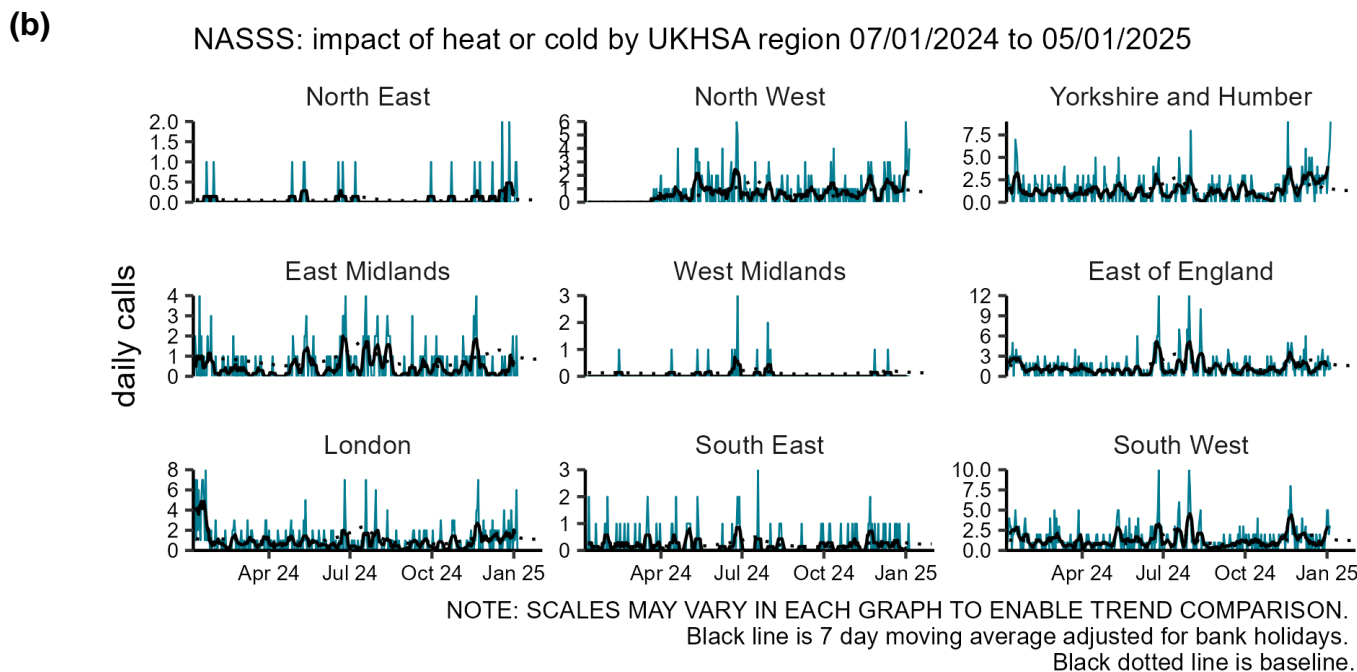 (b)
NASSS: impact of heat or cold by UKHSA region 07/01/2024 to 05/01/2025
North East
North West
Yorkshire and Humber
2.0
1.5
1.0
0.5
0.0
6
5
4
3
2
1
0
7.5
5.0
2.5
0.0
daily calls
East Midlands
West Midlands
East of England
4
3
2
1
0
3
2
1
0
12
9
6
3
0
London
South East
South West
8
6
4
2
0
3
2
1
0
10.0
7.5
5.0
2.5
0.0
Apr 24 Jul 24 Oct 24 Jan 25
Apr 24 Jul 24 Oct 24 Jan 25
Apr 24 Jul 24 Oct 24 Jan 25
NOTE: SCALES MAY VARY IN EACH GRAPH TO ENABLE TREND COMPARISON.
Black line is 7 day moving average adjusted for bank holidays.
Black dotted line is baseline.